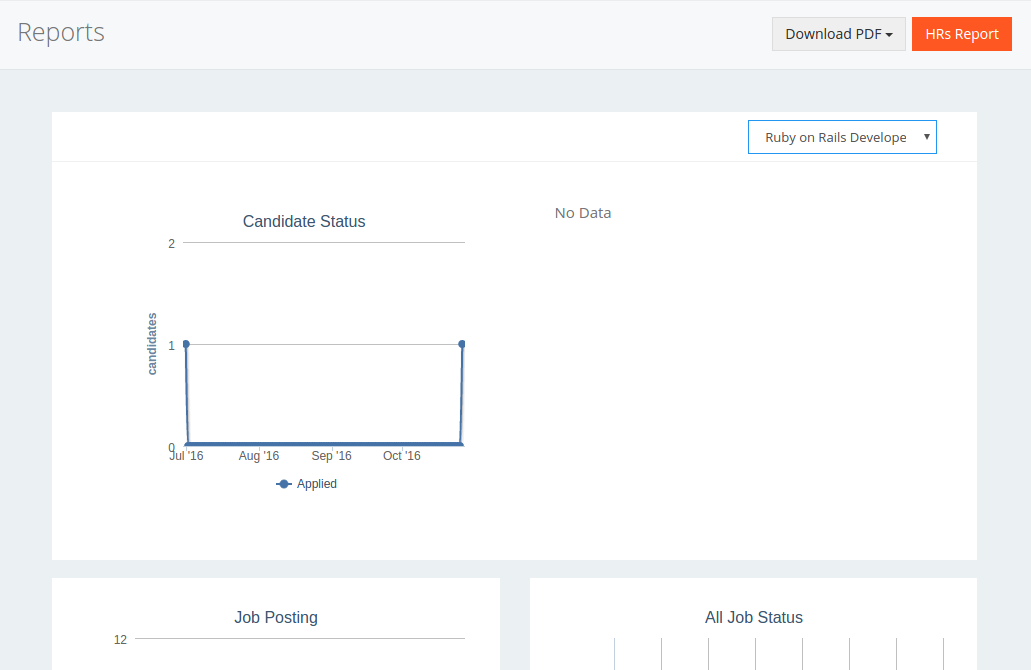 Reports
Download PDF
HRs Report
Ruby on Rails Develope
Candidate Status
No Data
2
candidates
1
0
Jul '16 Aug '16 Sep '16 Oct '16
Applied
Job Posting
12
All Job Status